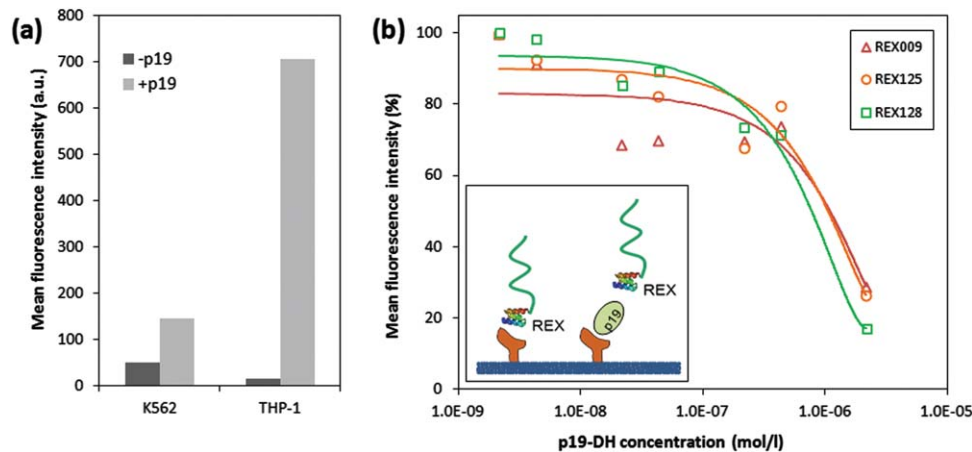 (a)
800
700
600
500
400
300
200
100
0
Mean fluorescence intensity (a.u.)
-p19
+p19
K562
THP-1
(b)
100
80
60
40
20
0
Mean fluorescence intensity (%)
REX009
REX125
REX128
REX
REX
p19
1.0E-09
1.0E-08
1.0E-07
1.0E-06
1.0E-05
p19-DH concentration (mol/l)